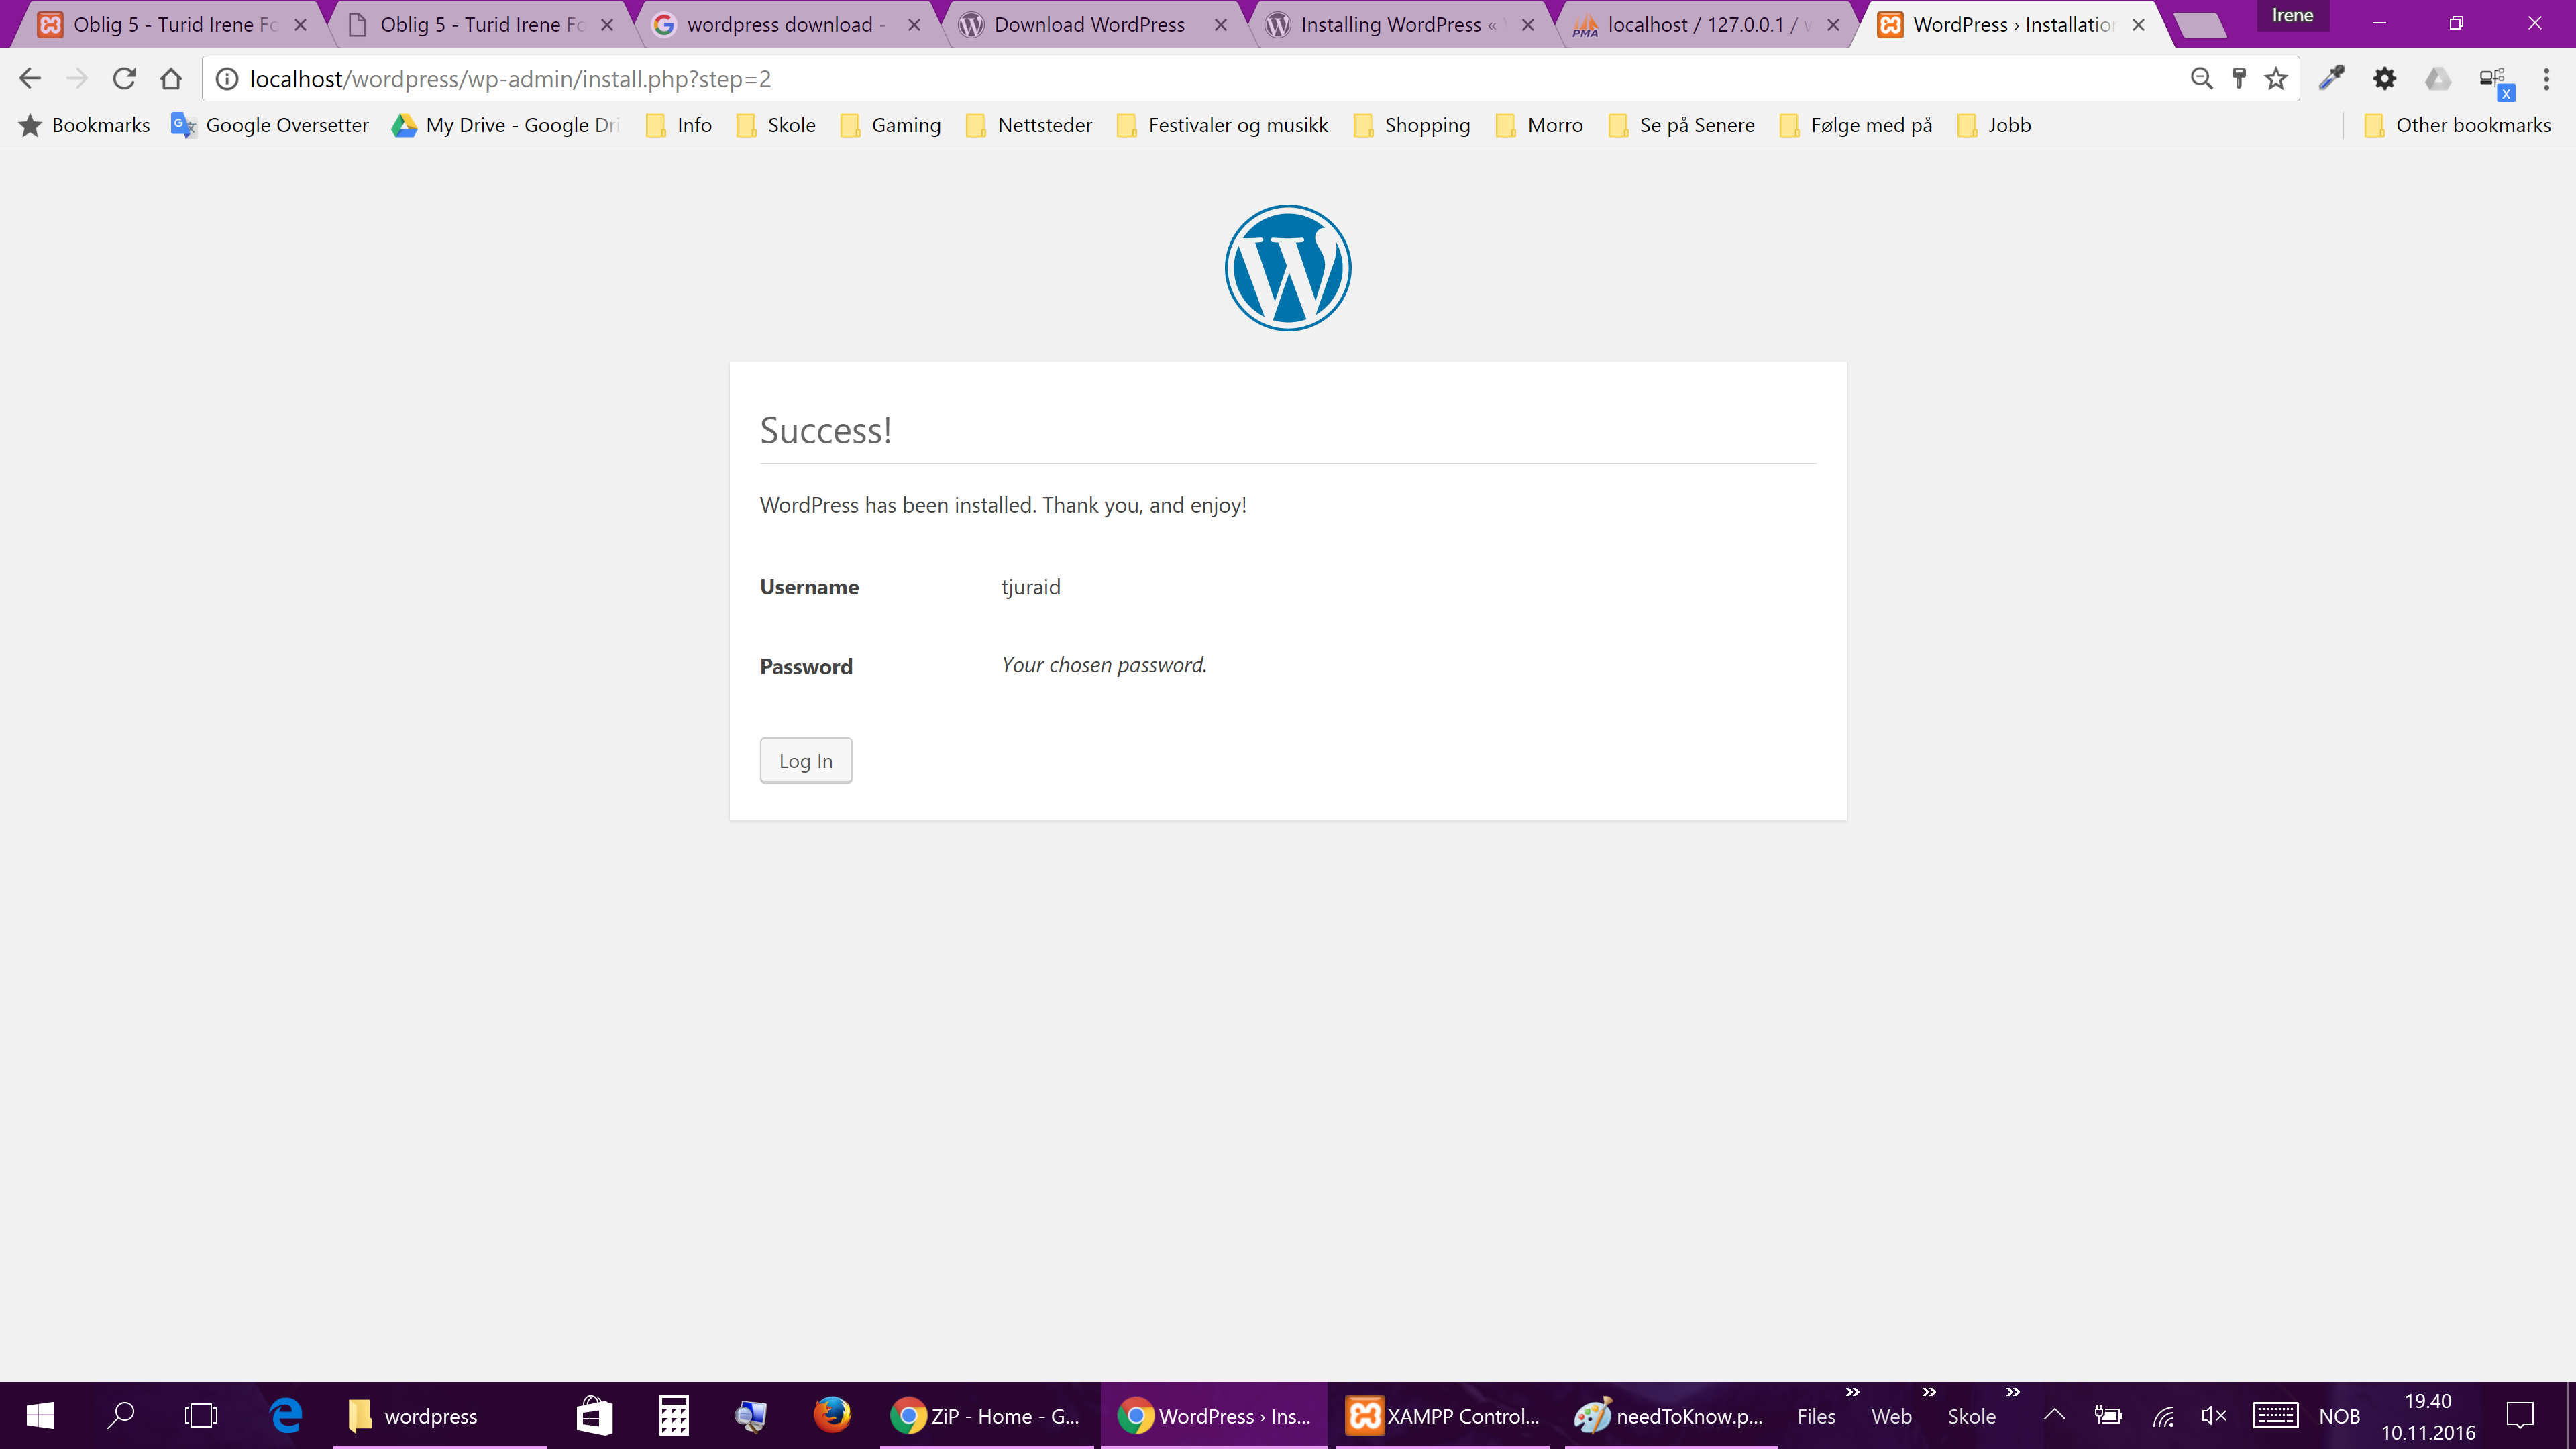 Oblig 5 - Turid Irene Fo
Oblig 5 - Turid Irene Fo
wordpress download -
Download WordPress
Installing WordPress «
PMA
localhost / 127.0.0.1 /
WordPress › Installation
Irene
localhost/wordpress/wp-admin/install.php?step=2
x
Bookmarks
Google Oversetter
My Drive - Google Dri
Info
Skole
Gaming
Nettsteder
Festivaler og musikk
Shopping
Morro
Se på Senere
Følge med på
Jobb
Other bookmarks
Success!
WordPress has been installed. Thank you, and enjoy!
Username
tjuraid
Password
Your chosen password.
Log In
wordpress
ZiP - Home - G...
WordPress › Ins...
XAMPP Control...
needToKnow.p...
Files
Web
Skole
NOB
19.40
10.11.2016